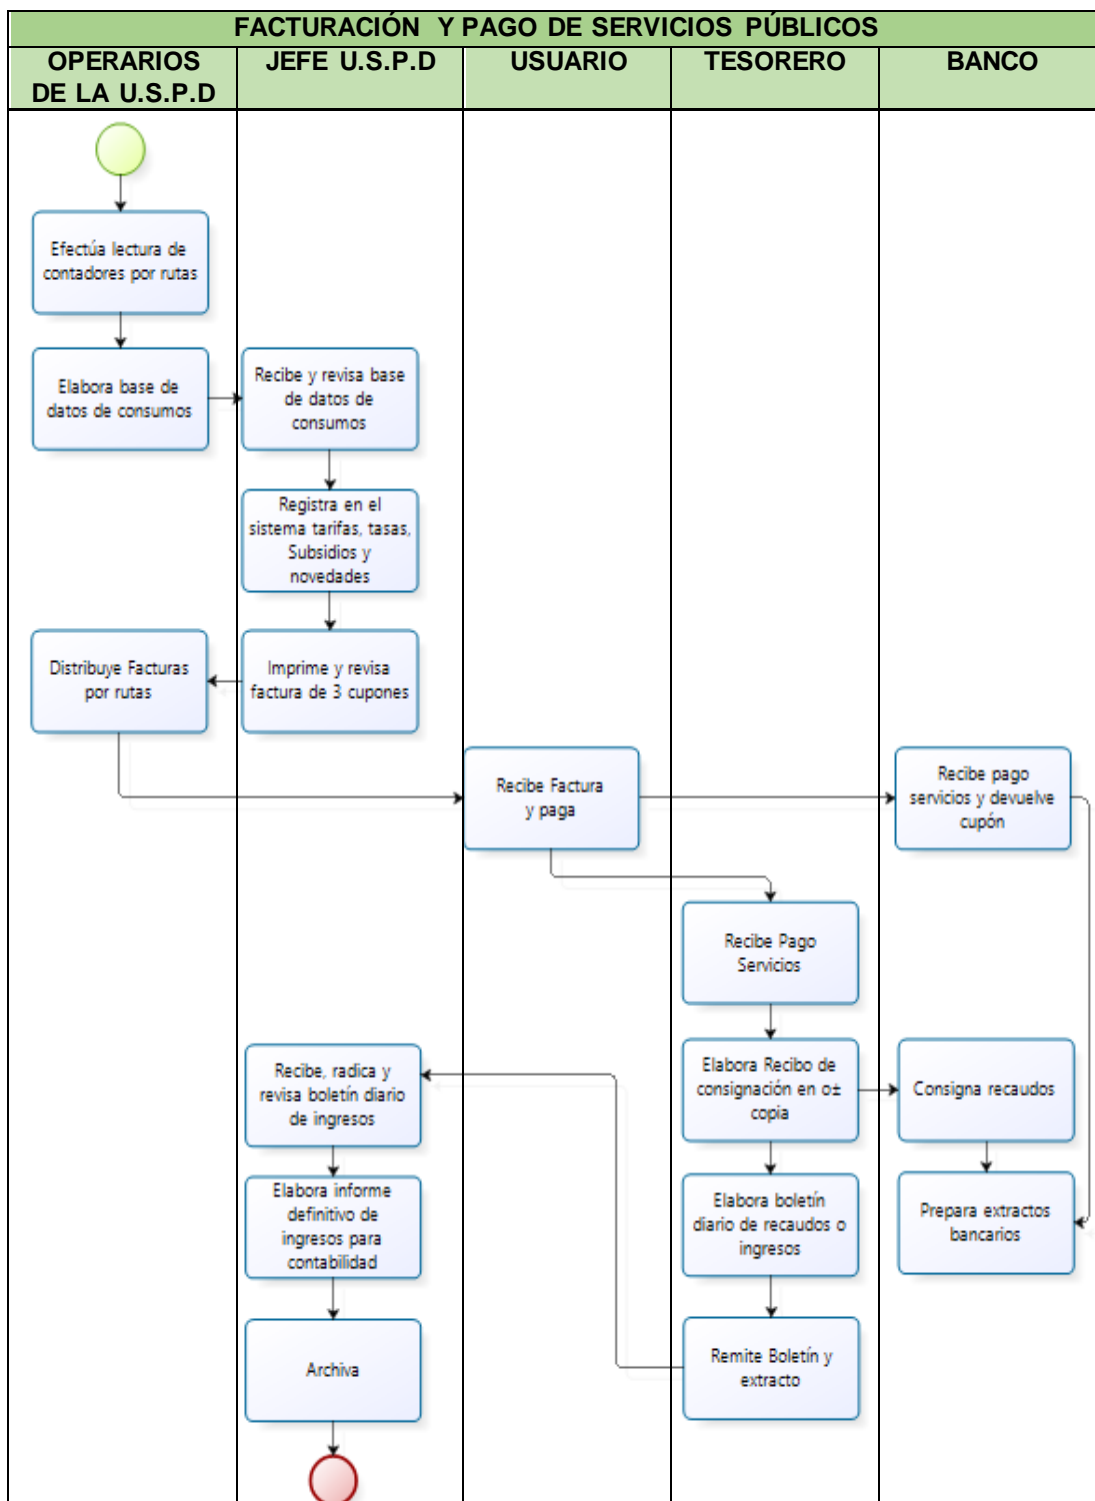 FACTURACIÓN Y PAGO DE SERVICIOS PÚBLICOS
OPERARIOS
DE LA U.S.P.D
JEFE U.S.P.D
USUARIO
TESORERO
BANCO
Efectúa lectura de
contadores por rutas
Elabora base de
datos de consumos
Recibe y revisa base
de datos de
consumos
Registra en el
sistema tarifas, tasas,
Subsidios y
novedades
Distribuye Facturas
por rutas
Imprime y revisa
factura de 3 cupones
Recibe Factura
y paga
Recibe pago
servicios y devuelve
cupón
Recibe Pago
Servicios
Recibe, radica y
revisa boletín diario
de ingresos
Elabora Recibo de
consignación en o±
copia
Consigna recaudos
Elabora informe
definitivo de
ingresos para
contabilidad
Elabora boletín
diario de recaudos o
ingresos
Prepara extractos
bancarios
Archiva
Remite Boletín y
extracto